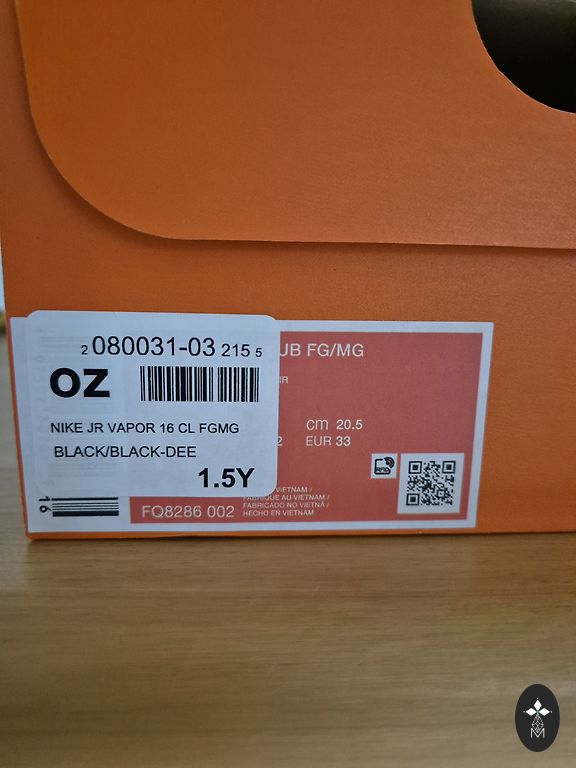 2 080031-03 215 5
OZ
NIKE JR VAPOR 16 CL FGMG
BLACK/BLACK-DEE
1.5Y
UB FG/MG
IR
cm 20.5
2 EUR 33
16
FQ8286 002
VIETNAM /
FABRIQUE AU VIETNAM /
FABRICADO NO VIETNÃ /
HECHO EN VIETNAM
M